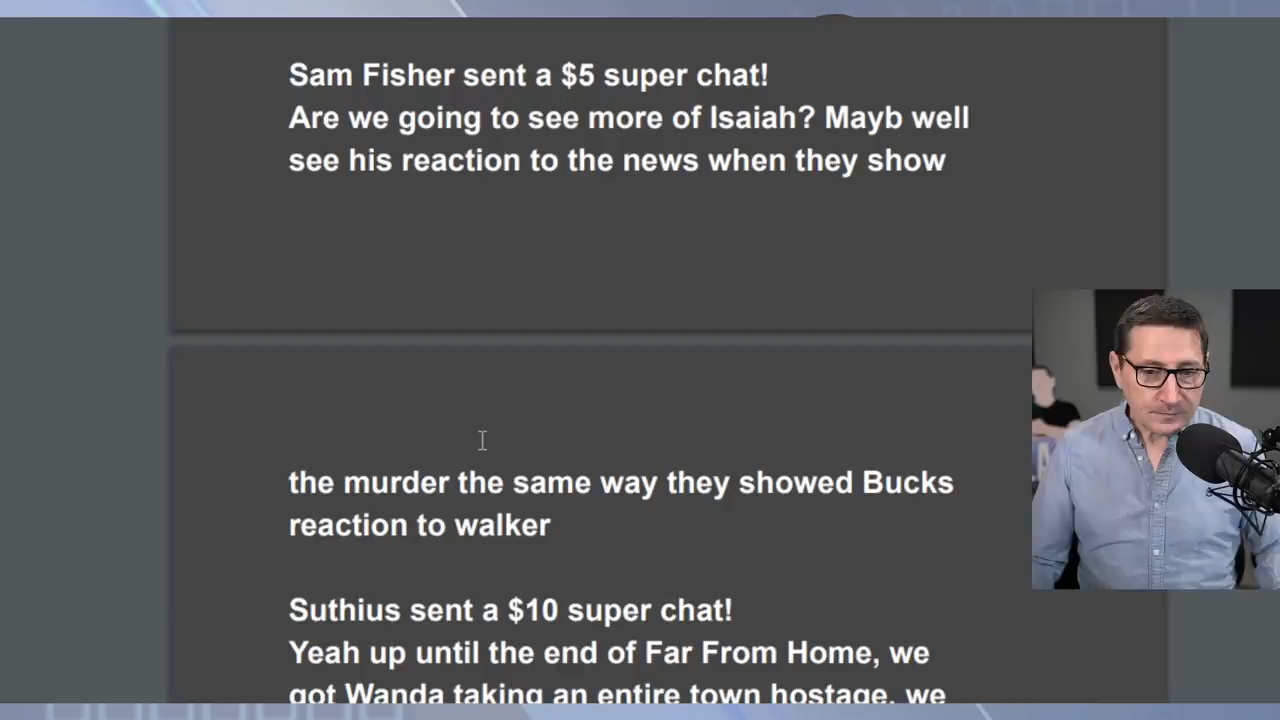 Sam Fisher sent a $5 super chat!
Are we going to see more of Isaiah? Mayb well
see his reaction to the news when they show
the murder the same way they showed Bucks
reaction to walker
Suthius sent a $10 super chat!
Yeah up until the end of Far From Home, we
got Wanda taking an entire town hostage, we